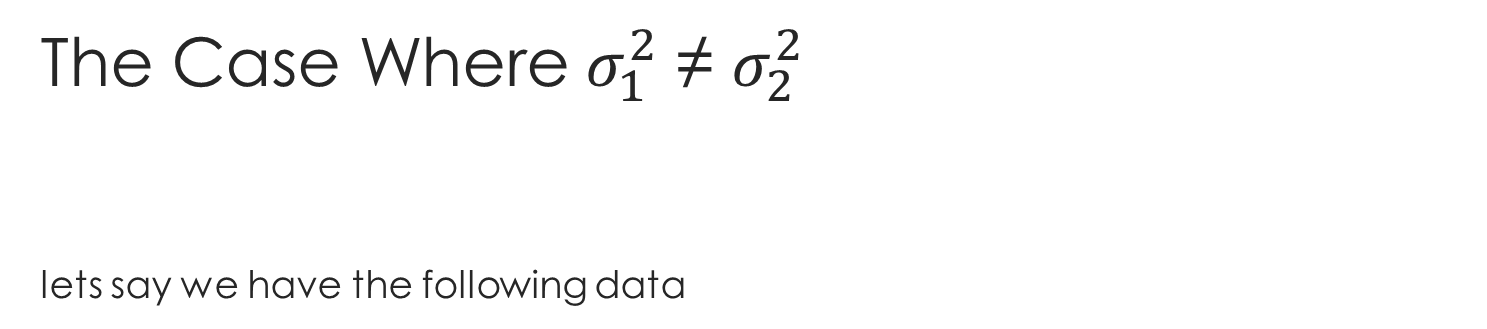 The Case Where σ₁² ≠ σ₂²
lets say we have the following data